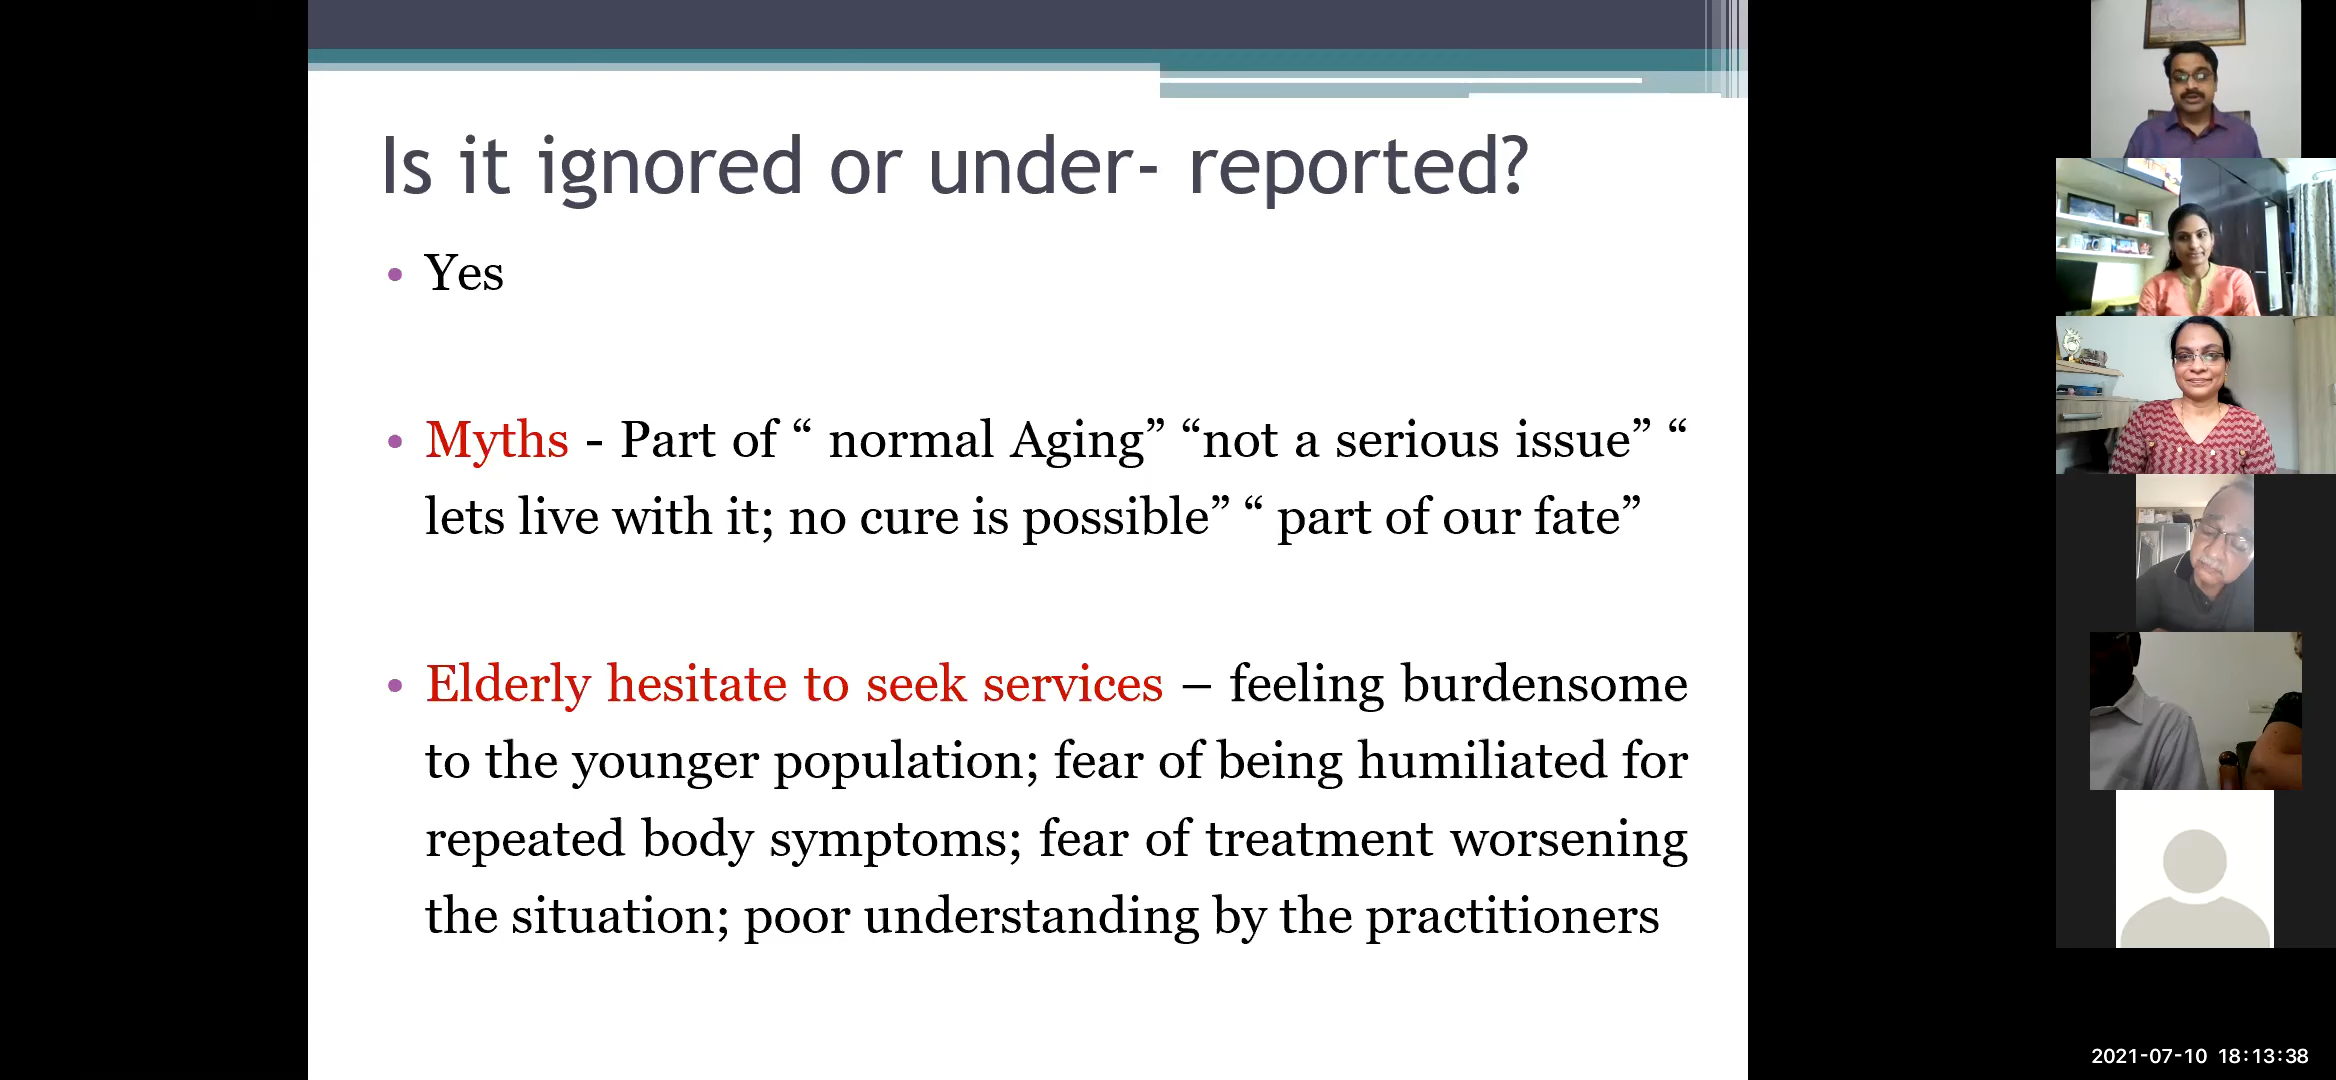 Is it ignored or under- reported?
• Yes
• Myths - Part of “ normal Aging” “not a serious issue” “
lets live with it; no cure is possible” “ part of our fate”
• Elderly hesitate to seek services – feeling burdensome
to the younger population; fear of being humiliated for
repeated body symptoms; fear of treatment worsening
the situation; poor understanding by the practitioners
2021-07-10 18:13:38